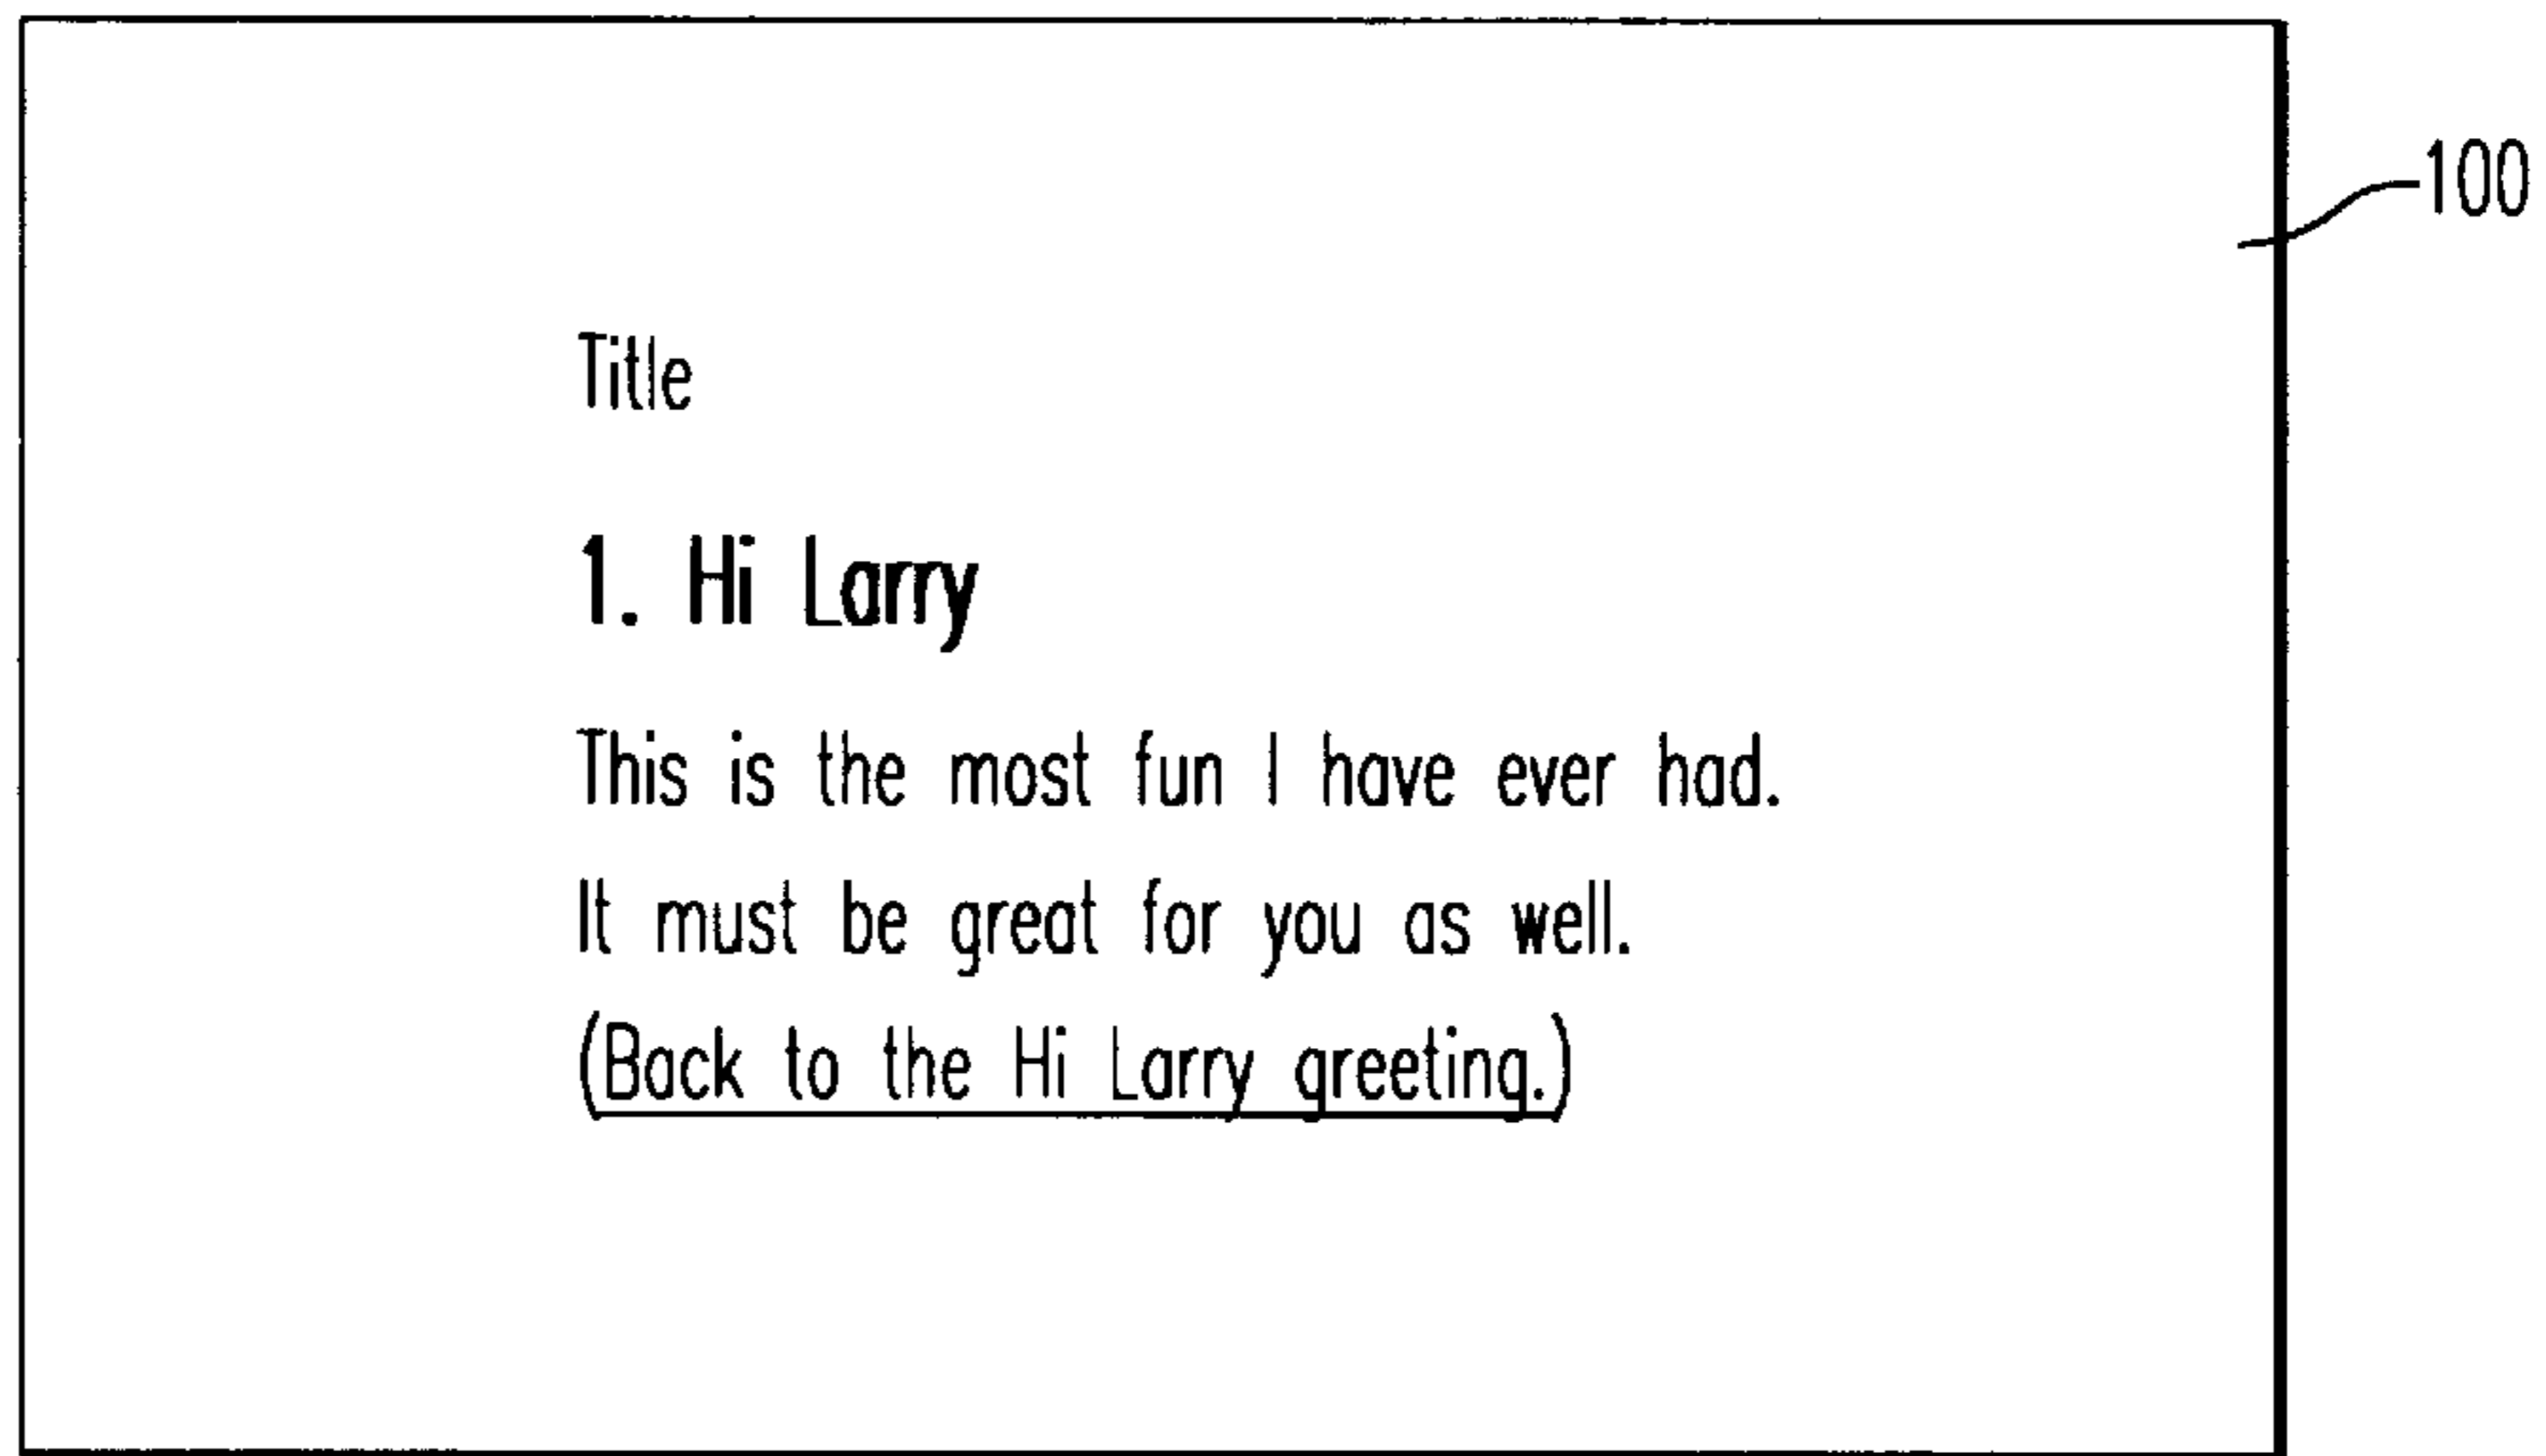 100
Title
1. Hi Larry
This is the most fun I have ever had.
It must be great for you as well.
(Back to the Hi Larry greeting.)